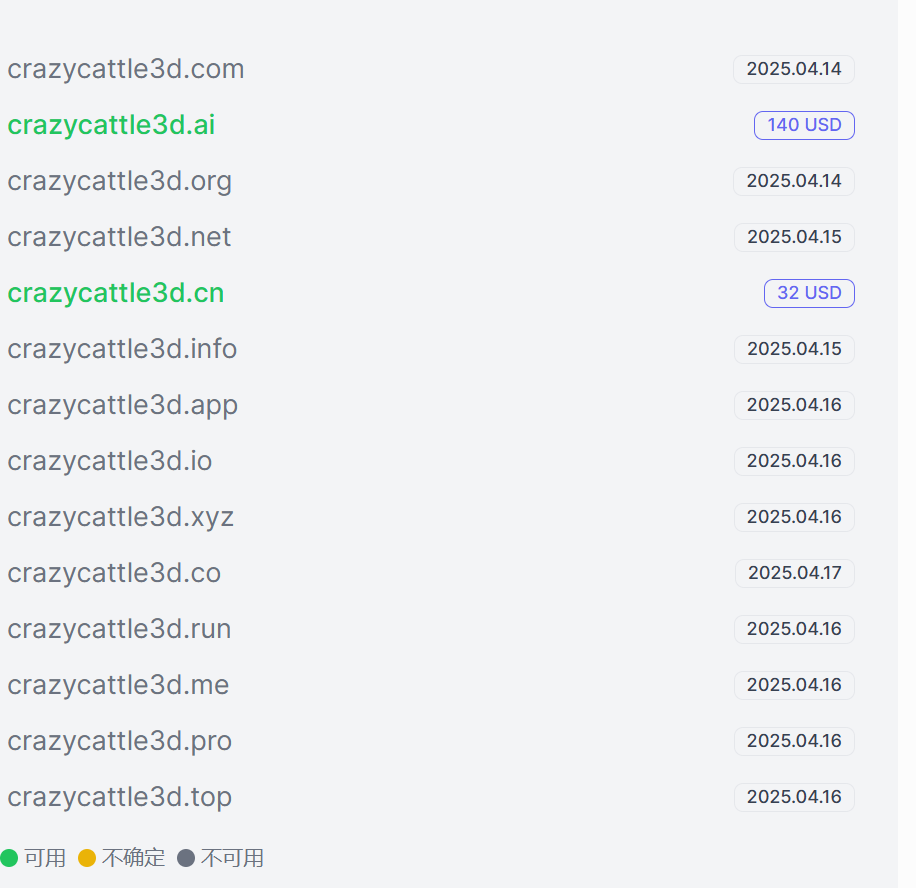 crazycattle3d.com 2025.04.14
crazycattle3d.ai 140 USD
crazycattle3d.org 2025.04.14
crazycattle3d.net 2025.04.15
crazycattle3d.cn 32 USD
crazycattle3d.info 2025.04.15
crazycattle3d.app 2025.04.16
crazycattle3d.io 2025.04.16
crazycattle3d.xyz 2025.04.16
crazycattle3d.co 2025.04.17
crazycattle3d.run 2025.04.16
crazycattle3d.me 2025.04.16
crazycattle3d.pro 2025.04.16
crazycattle3d.top 2025.04.16
可用 不确定 不可用